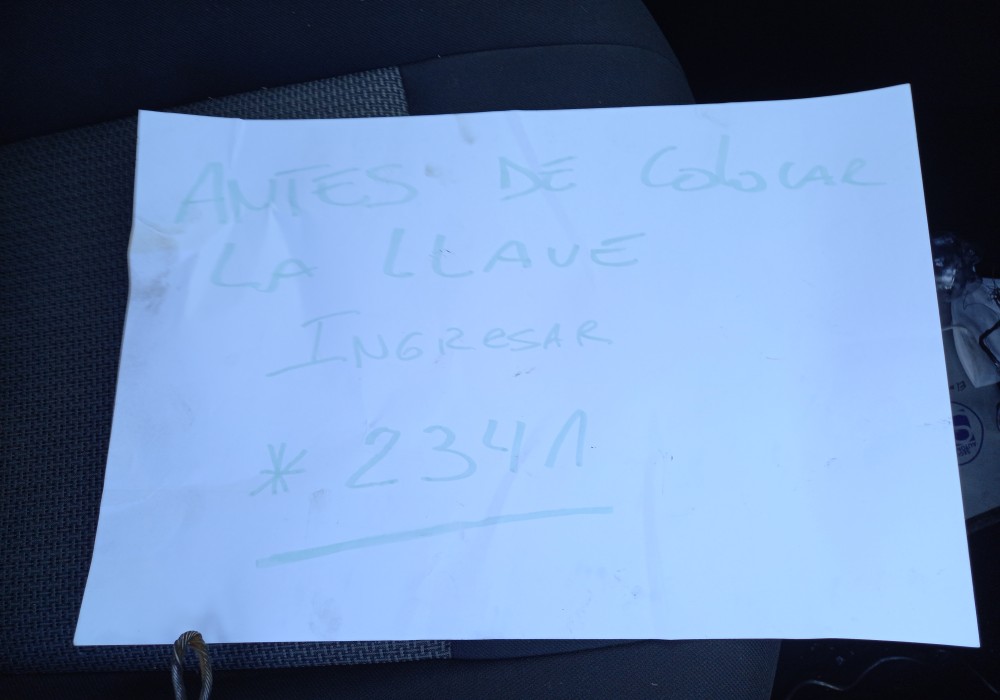 ANTES DE COLOCAR
LA LLAVE
INGRESAR
* 2341